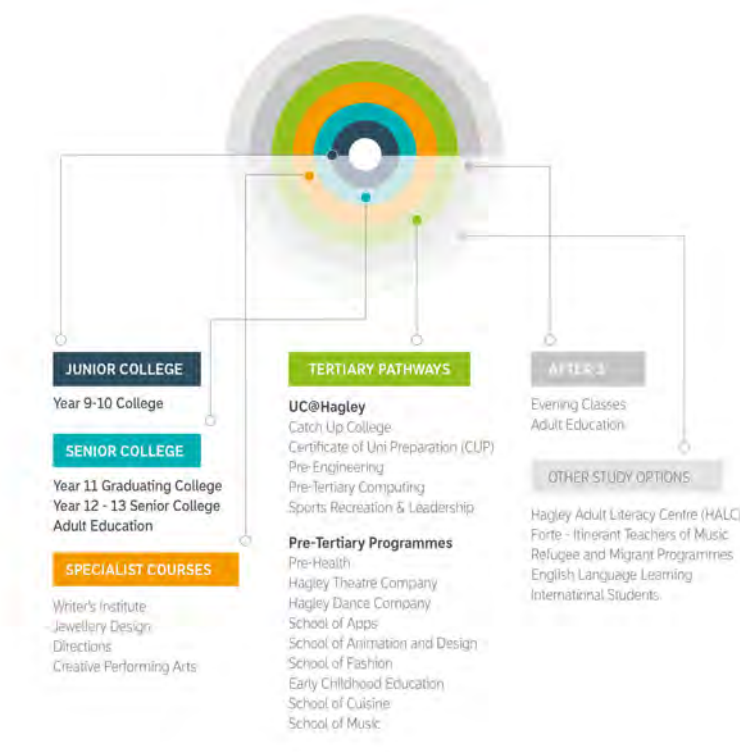 JUNIOR COLLEGE
Year 9-10 College
SENIOR COLLEGE
Year 11 Graduating College
Year 12 - 13 Senior College
Adult Education
SPECIALIST COURSES
Writer's Institute
Jewellery Design
Directions
Creative Performing Arts
TERTIARY PATHWAYS
UC@Hagley
Catch Up College
Certificate of Uni Preparation (CUP)
Pre-Engineering
Pre-Tertiary Computing
Sports Recreation & Leadership
Pre-Tertiary Programmes
Pre-Health
Hagley Theatre Company
Hagley Dance Company
School of Apps
School of Animation and Design
School of Fashion
Early Childhood Education
School of Cuisine
School of Music
AFTER 3
Evening Classes
Adult Education
OTHER STUDY OPTIONS
Hagley Adult Literacy Centre (HALC)
Forte - Itinerant Teachers of Music
Refugee and Migrant Programmes
English Language Learning
International Students